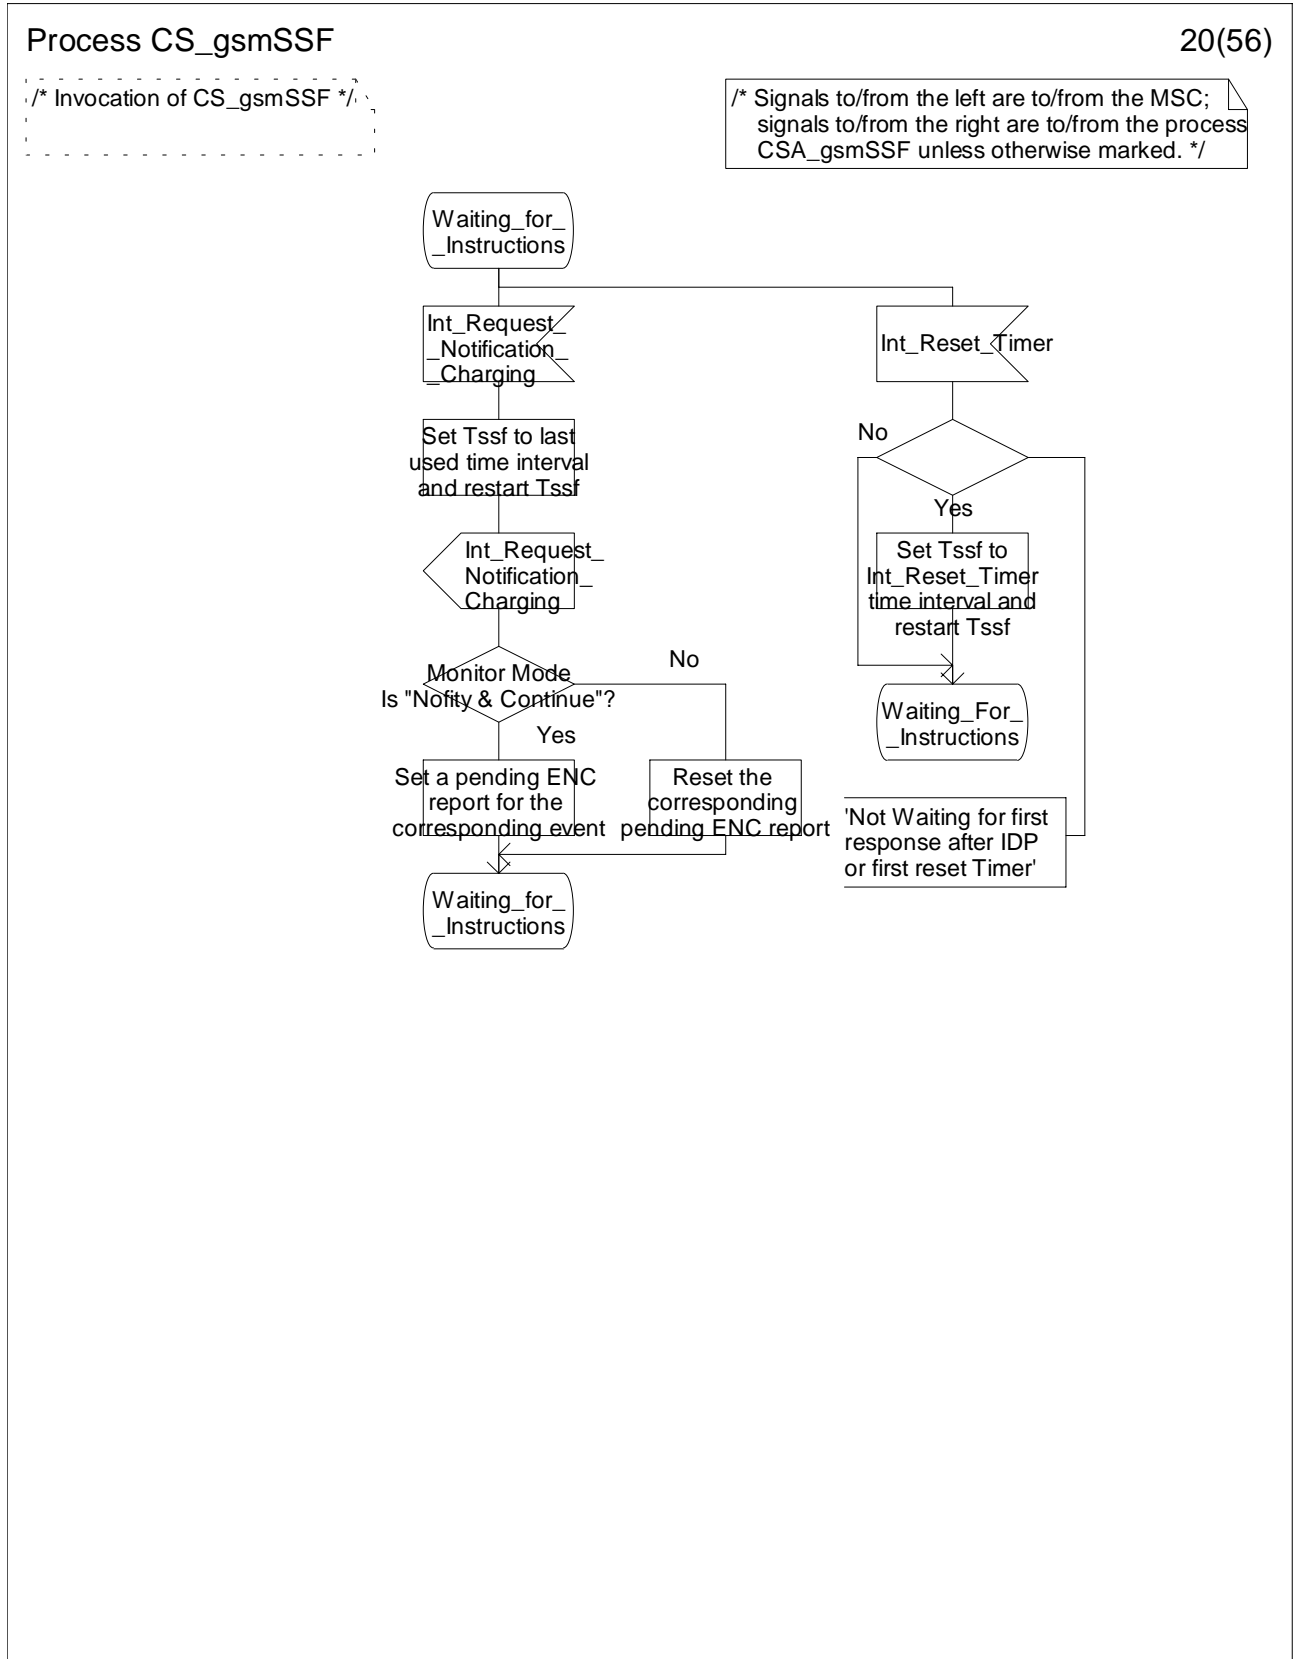 Process CS_gsmSSF
20(56)
/* Invocation of CS_gsmSSF */
/* Signals to/from the left are to/from the MSC;
signals to/from the right are to/from the process
CSA_gsmSSF unless otherwise marked. */
Waiting_for_
_Instructions
Int_Request_
_Notification_
_Charging
Set Tssf to last
used time interval
and restart Tssf
Int_Request_
Notification_
Charging
Monitor Mode
Is "Nofity & Continue"?
No
Yes
Set a pending ENC
report for the
corresponding event
Reset the
corresponding
pending ENC report
Waiting_for_
_Instructions
Int_Reset_Timer
No
Yes
Set Tssf to
Int_Reset_Timer
time interval and
restart Tssf
Waiting_For_
_Instructions
'Not Waiting for first
response after IDP
or first reset Timer'